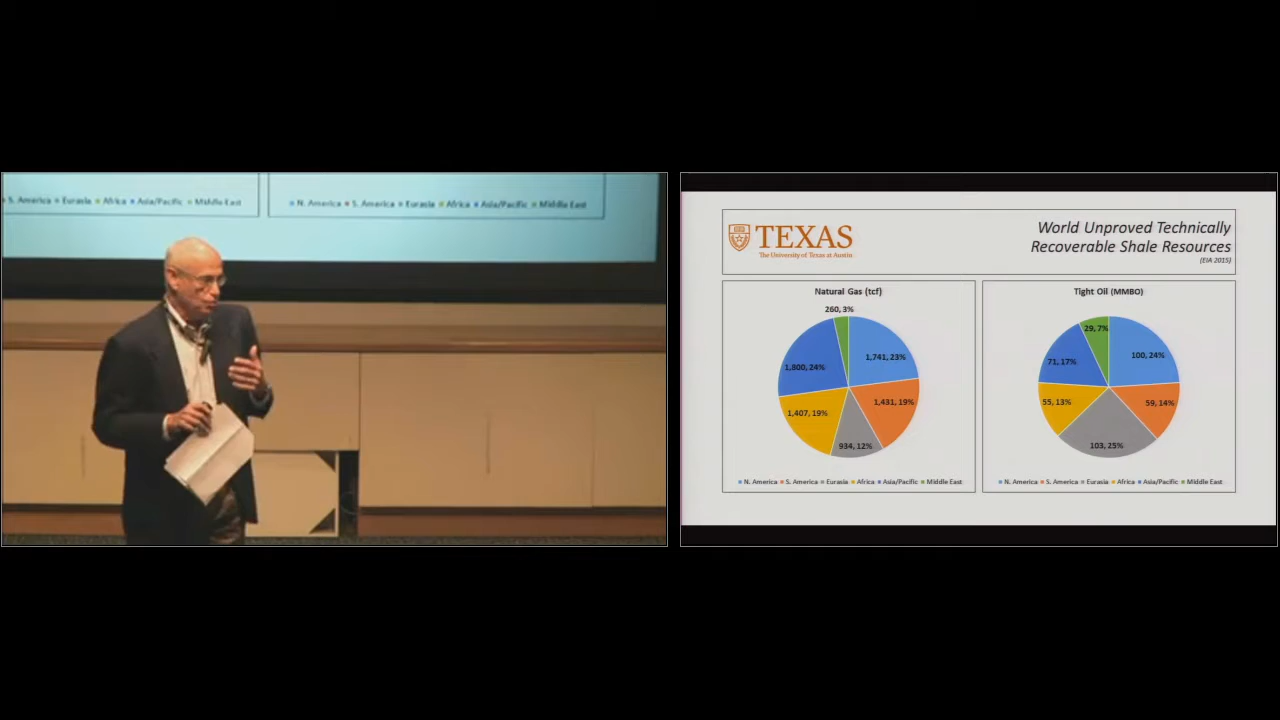 S. America Eurasia Africa Asia/Pacific Middle East
N. America S. America Eurasia Africa Asia/Pacific Middle East
TEXAS
The University of Texas at Austin
World Unproved Technically
Recoverable Shale Resources
(EIA 2015)
Natural Gas (tcf)
260, 3%
1,741, 23%
1,800, 24%
1,431, 19%
1,407, 19%
934, 12%
N. America S. America Eurasia Africa Asia/Pacific Middle East
Tight Oil (MMBO)
29, 7%
100, 24%
71, 17%
55, 13%
59, 14%
103, 25%
N. America S. America Eurasia Africa Asia/Pacific Middle East